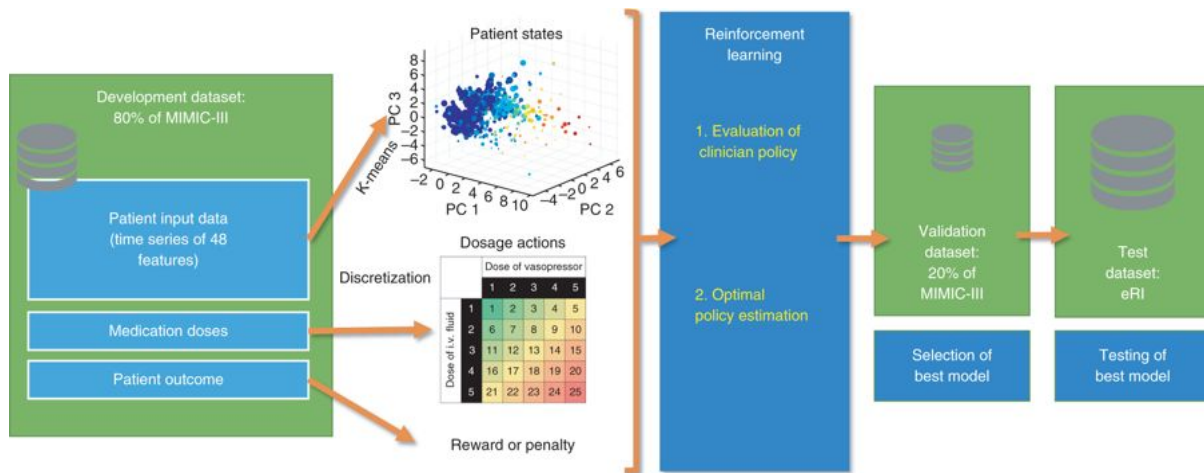 Development dataset:
80% of MIMIC-III
Patient input data
(time series of 48
features)
Medication doses
Patient outcome
K-means
Discretization
Patient states
PC 3
8
6
4
2
0
−2
−4
−6
−2 0 2 4 6 8 10
PC 1
−4 −2 0 2 4 6
PC 2
Dosage actions
Dose of vasopressor
1 2 3 4 5
Dose of i.v. fluid
1 1 2 3 4 5
2 6 7 8 9 10
3 11 12 13 14 15
4 16 17 18 19 20
5 21 22 23 24 25
Reward or penalty
Reinforcement
learning
1. Evaluation of
clinician policy
2. Optimal
policy estimation
Validation
dataset:
20% of
MIMIC-III
Selection of
best model
Test
dataset:
eRI
Testing of
best model